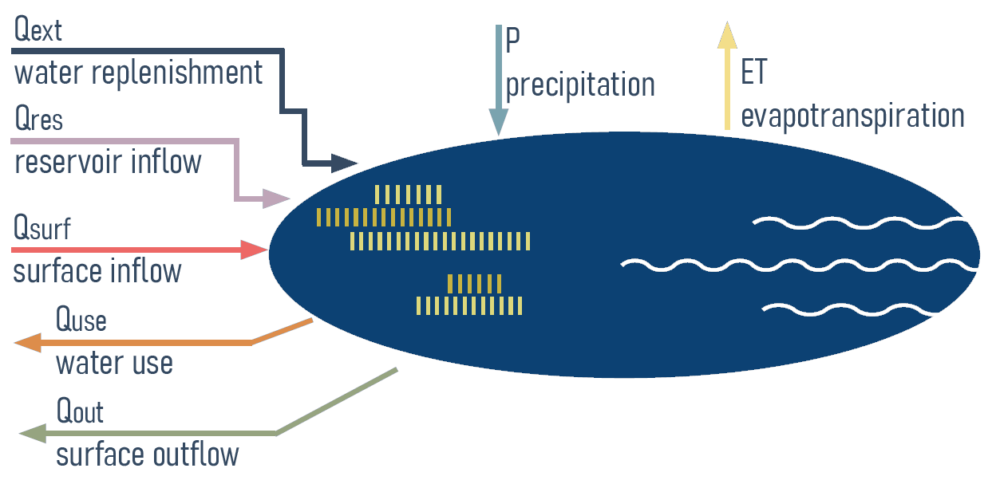 Qext
water replenishment
Qres
reservoir inflow
Qsurf
surface inflow
Quse
water use
Qout
surface outflow
P
precipitation
ET
evapotranspiration